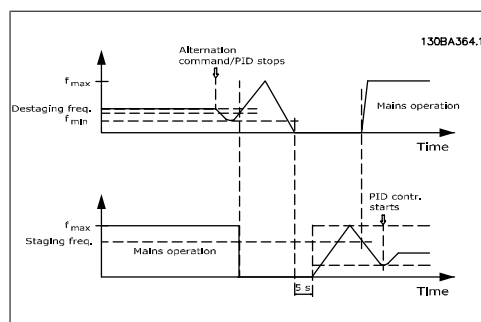 130BA364.1
Alternation
command/PID stops
f max
Destaging freq.
f min
Mains operation
Time
PID contr.
starts
f max
Staging freq.
Mains operation
5 s
Time